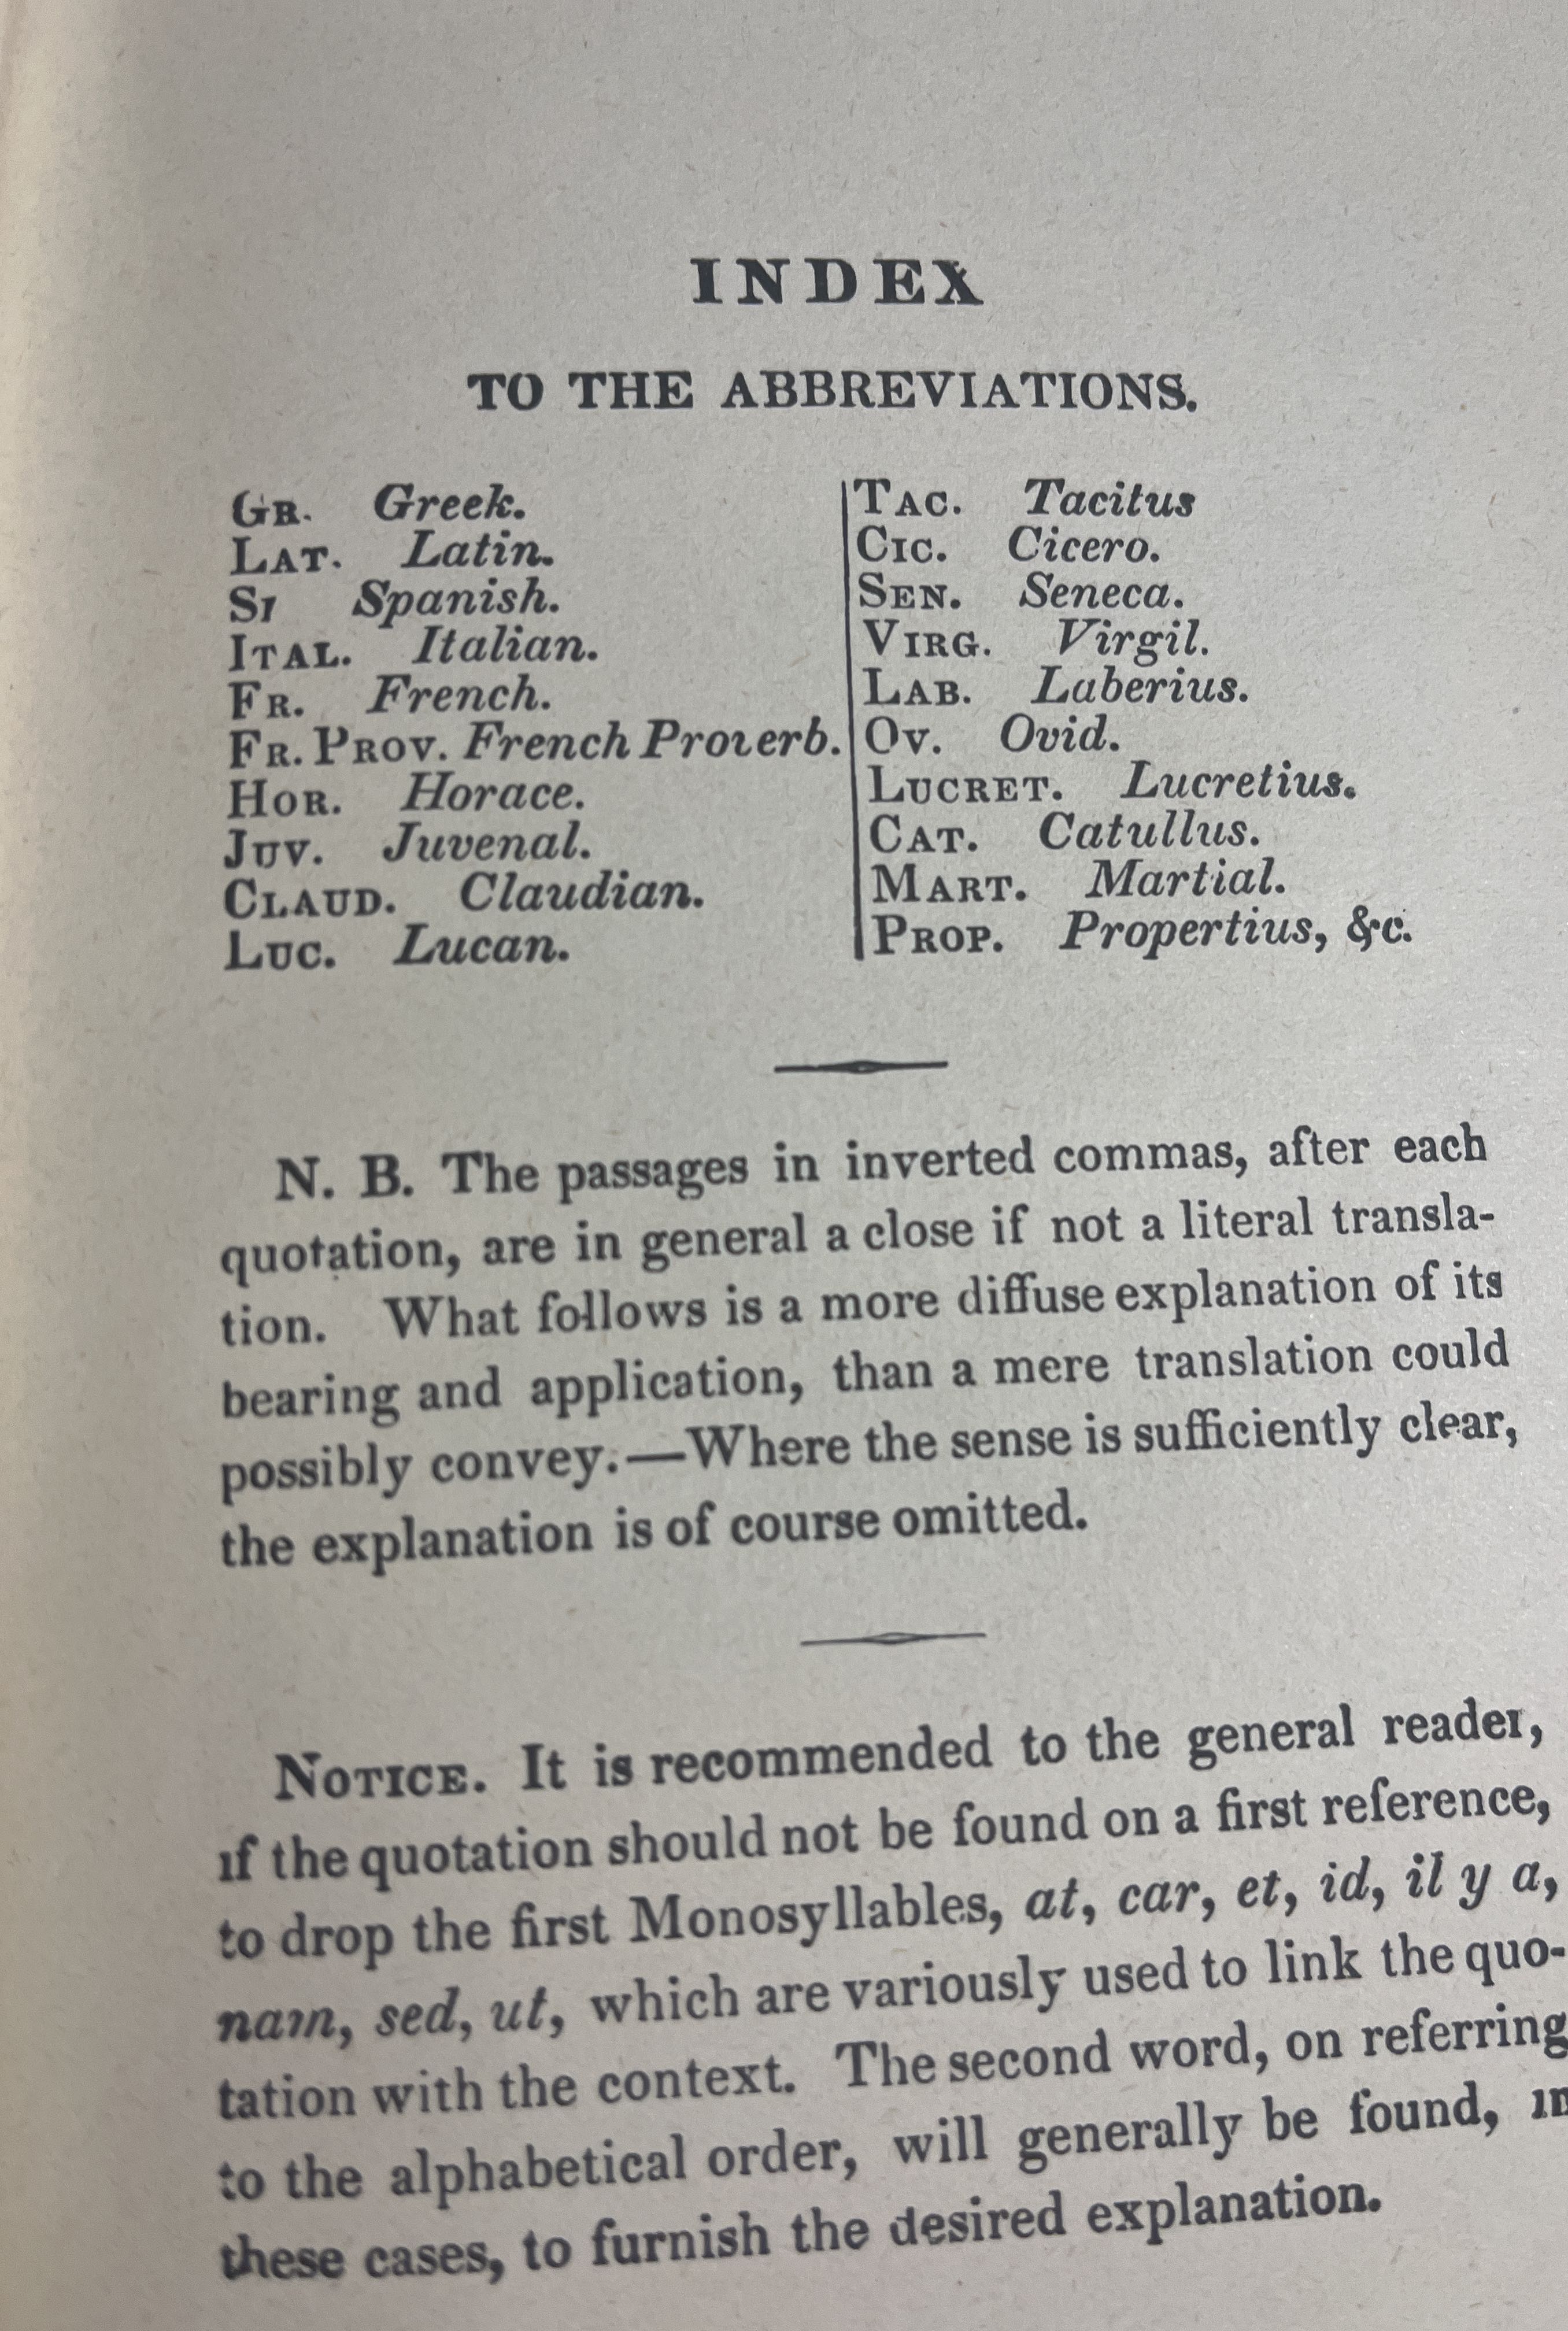 INDEX
TO THE ABBREVIATIONS.
GR. Greek.
LAT. Latin.
SP Spanish.
ITAL. Italian.
FR. French.
FR. PROV. French Proverb.
HOR. Horace.
JUV. Juvenal.
CLAUD. Claudian.
LUC. Lucan.
TAC. Tacitus
CIC. Cicero.
SEN. Seneca.
VIRG. Virgil.
LAB. Laberius.
OV. Ovid.
LUCRET. Lucretius.
CAT. Catullus.
MART. Martial.
PROP. Propertius, &c.
N. B. The passages in inverted commas, after each
quotation, are in general a close if not a literal transla-
tion. What follows is a more diffuse explanation of its
bearing and application, than a mere translation could
possibly convey.—Where the sense is sufficiently clear,
the explanation is of course omitted.
NOTICE. It is recommended to the general reader,
if the quotation should not be found on a first reference,
to drop the first Monosyllables, at, car, et, id, il y a,
nam, sed, ut, which are variously used to link the quo-
tation with the context. The second word, on referring
to the alphabetical order, will generally be found, in
these cases, to furnish the desired explanation.